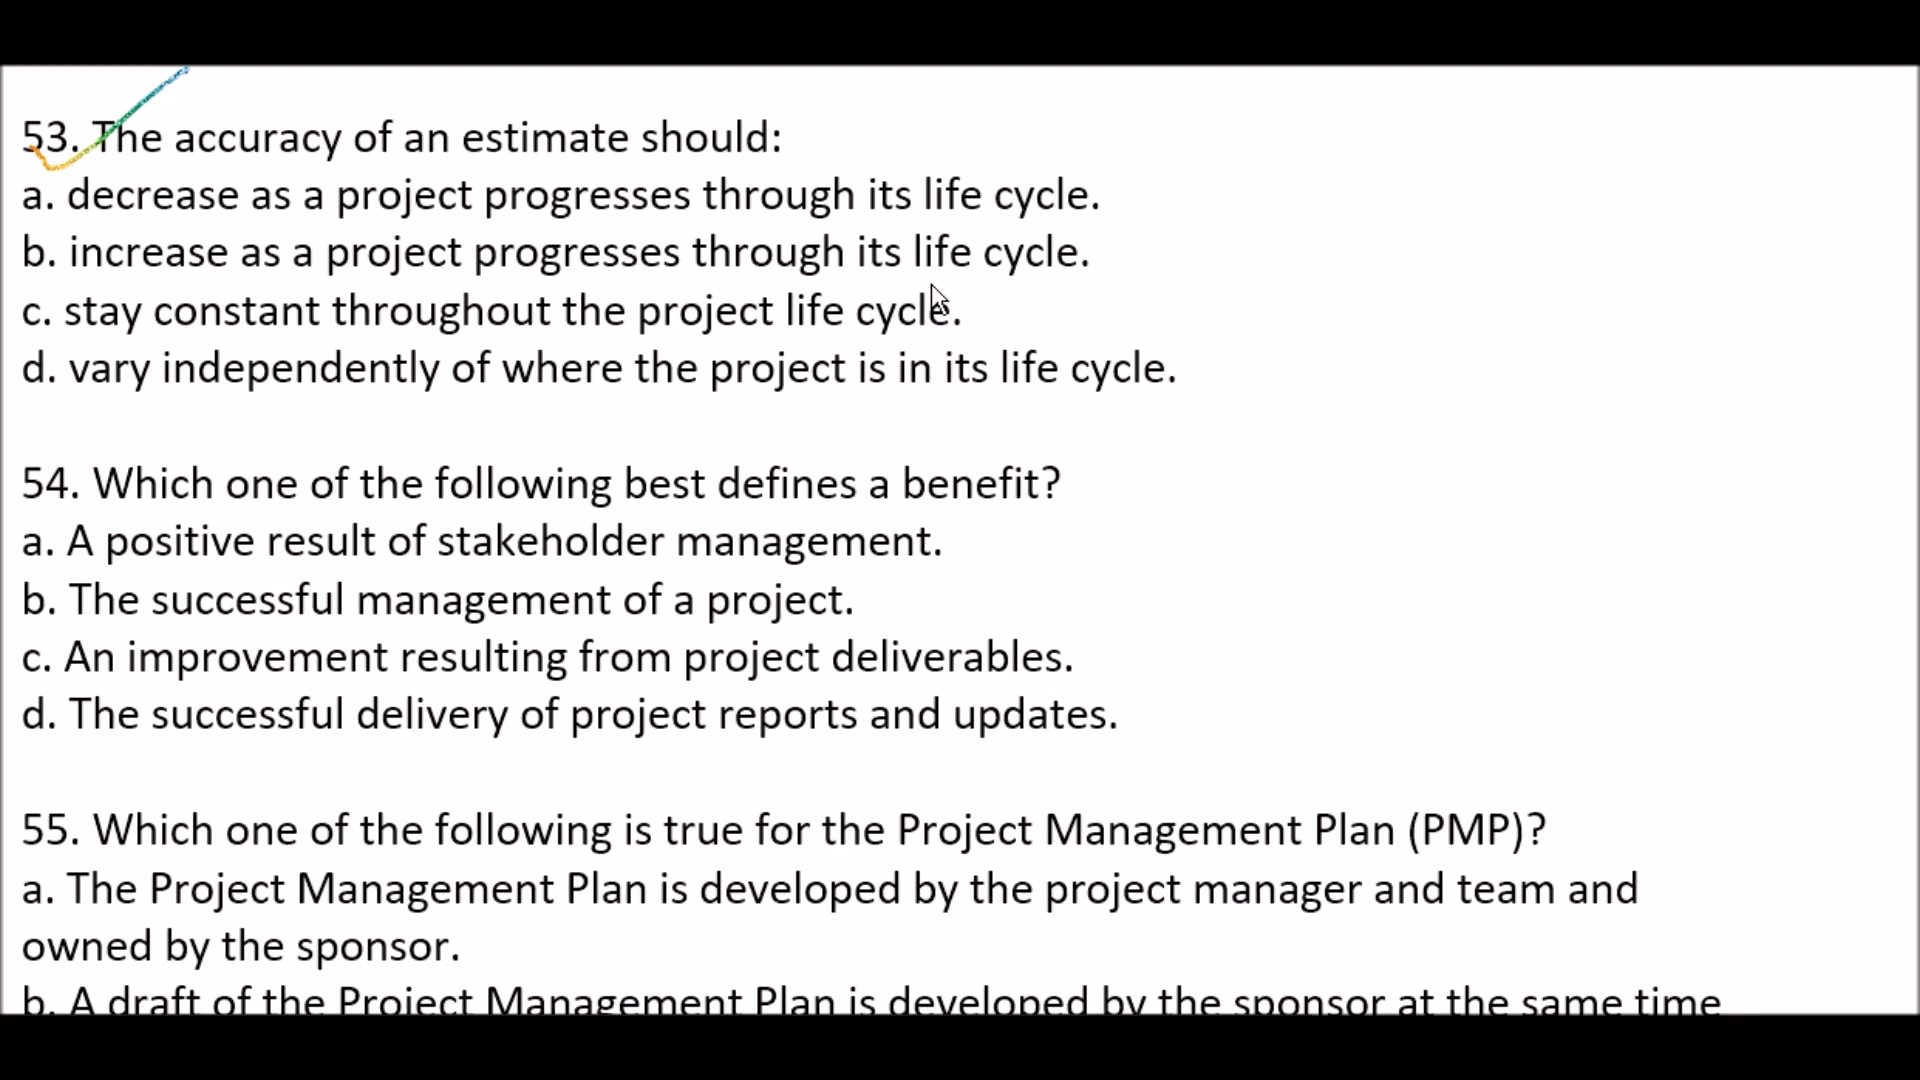 53. The accuracy of an estimate should:
a. decrease as a project progresses through its life cycle.
b. increase as a project progresses through its life cycle.
c. stay constant throughout the project life cycle.
d. vary independently of where the project is in its life cycle.
54. Which one of the following best defines a benefit?
a. A positive result of stakeholder management.
b. The successful management of a project.
c. An improvement resulting from project deliverables.
d. The successful delivery of project reports and updates.
55. Which one of the following is true for the Project Management Plan (PMP)?
a. The Project Management Plan is developed by the project manager and team and
owned by the sponsor.
b. A draft of the Project Management Plan is developed by the sponsor at the same time